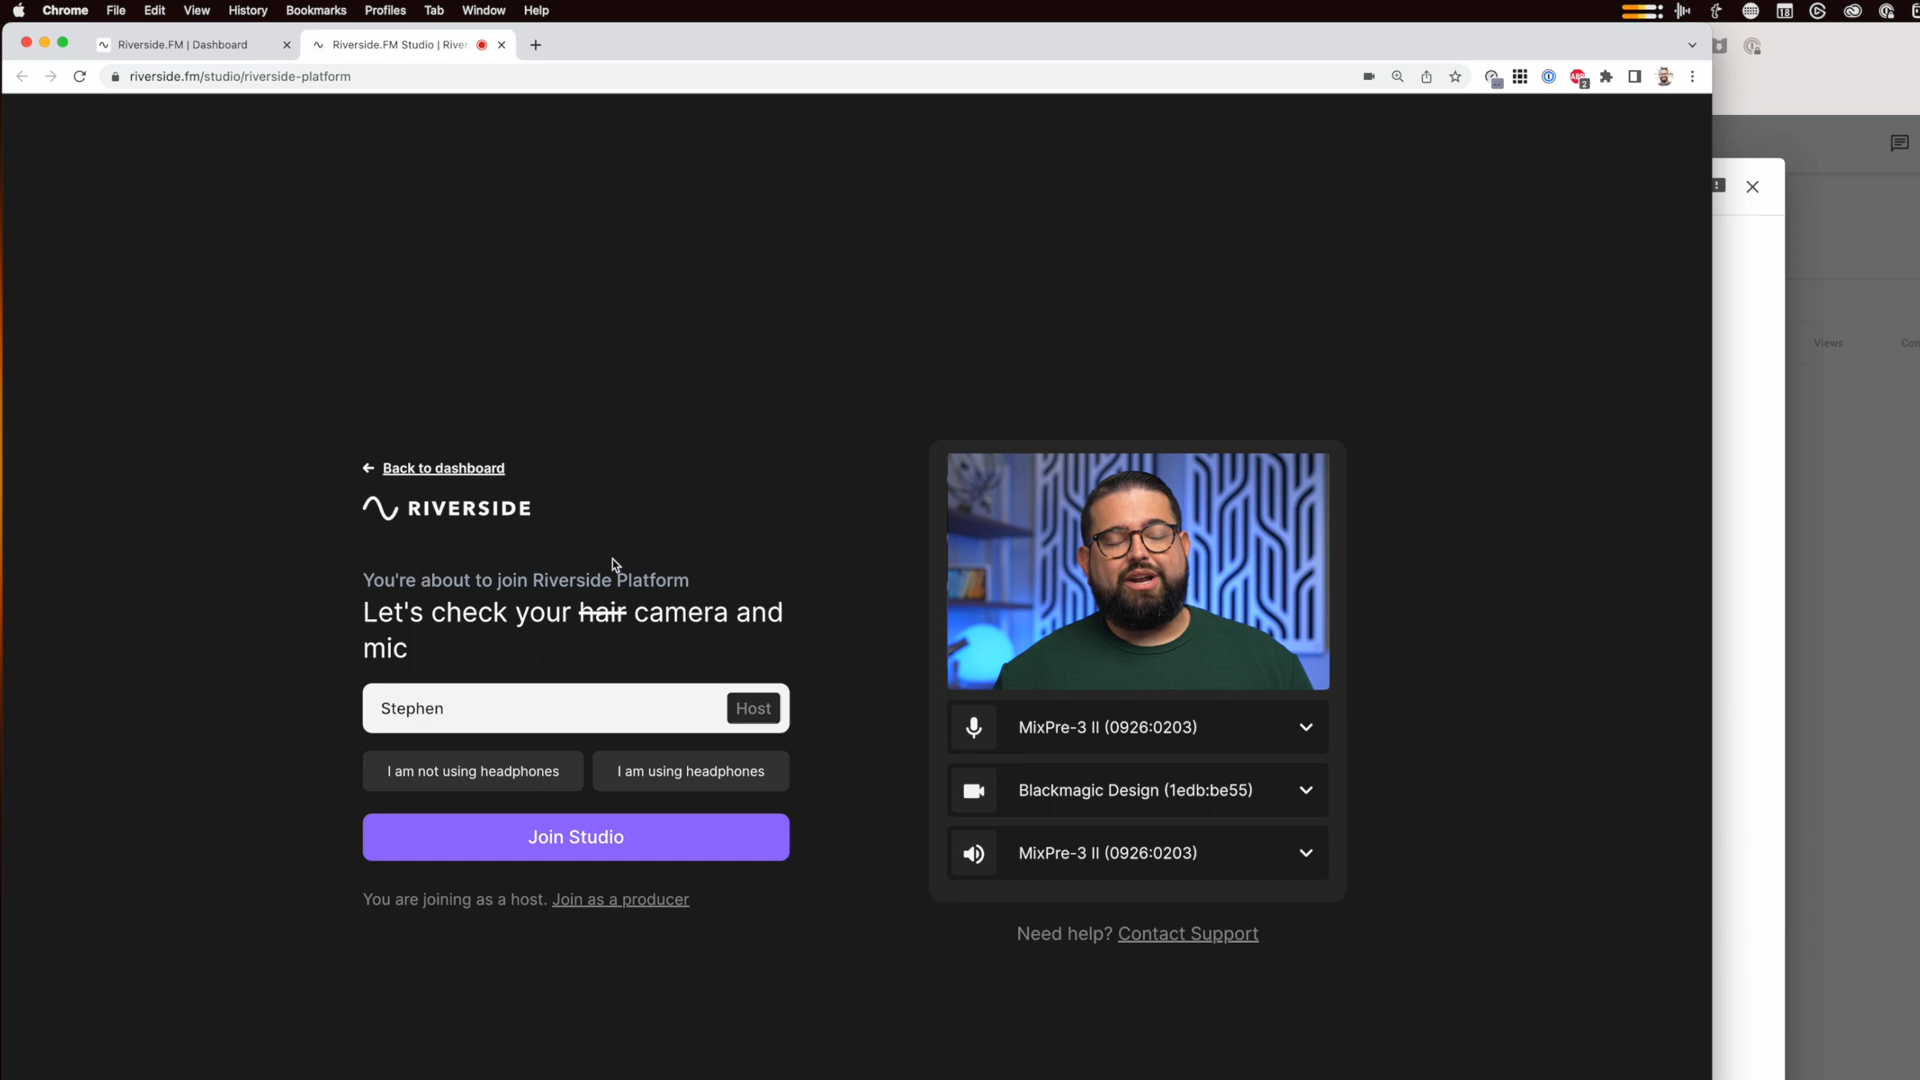 Chrome File Edit View History Bookmarks Profiles Tab Window Help
18
Riverside.FM | Dashboard
Riverside.FM Studio | River
riverside.fm/studio/riverside-platform
ABP
2
Views
Back to dashboard
RIVERSIDE
You're about to join Riverside Platform
Let's check your hair camera and
mic
Stephen
Host
I am not using headphones
I am using headphones
Join Studio
You are joining as a host. Join as a producer
MixPre-3 II (0926:0203)
Blackmagic Design (1edb:be55)
MixPre-3 II (0926:0203)
Need help? Contact Support